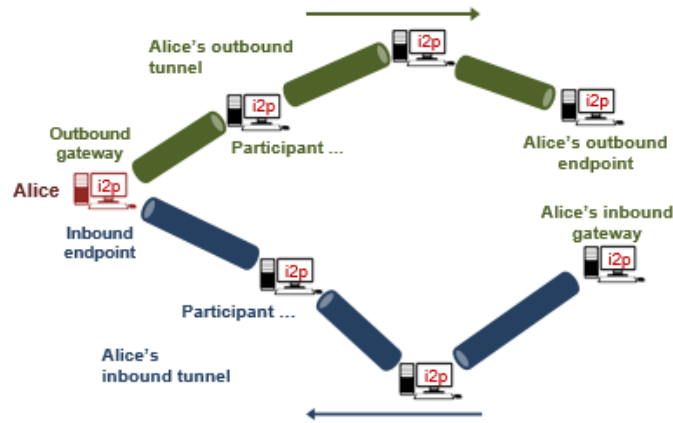 Alice's outbound
tunnel
i2p
i2p
i2p
Outbound
gateway
Participant ...
Alice's outbound
endpoint
Alice
i2p
Inbound
endpoint
Alice's inbound
gateway
i2p
i2p
Participant ...
Alice's
inbound tunnel
i2p